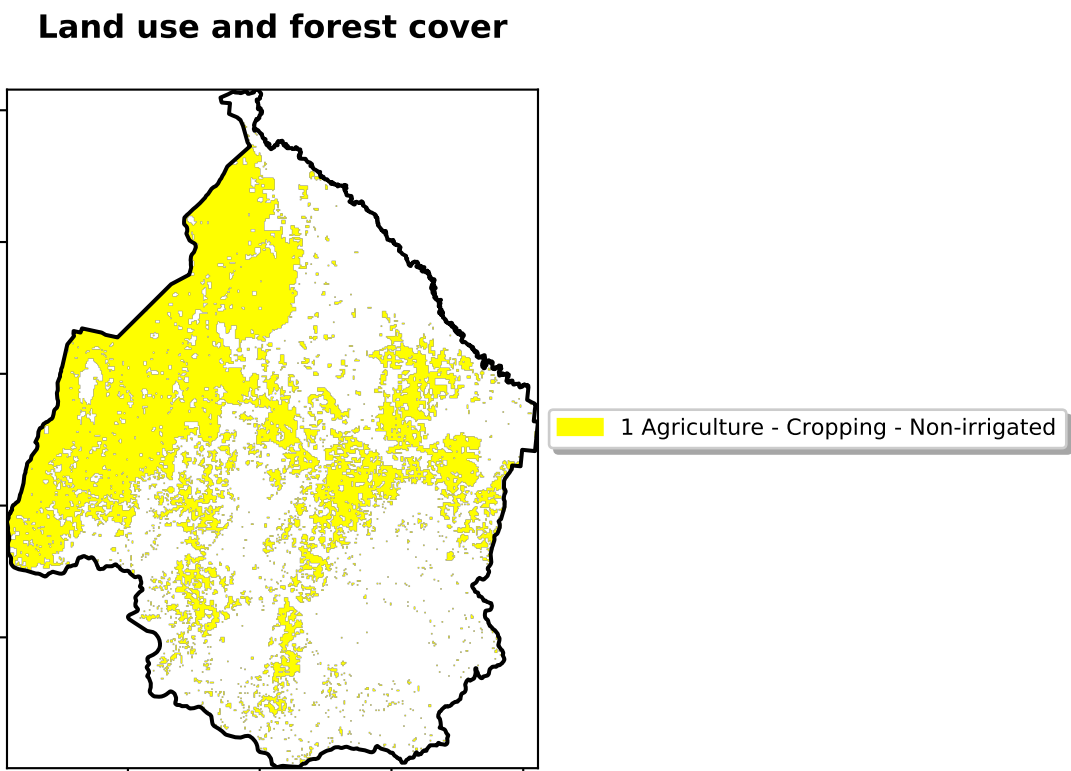 Land use and forest cover
1 Agriculture - Cropping - Non-irrigated